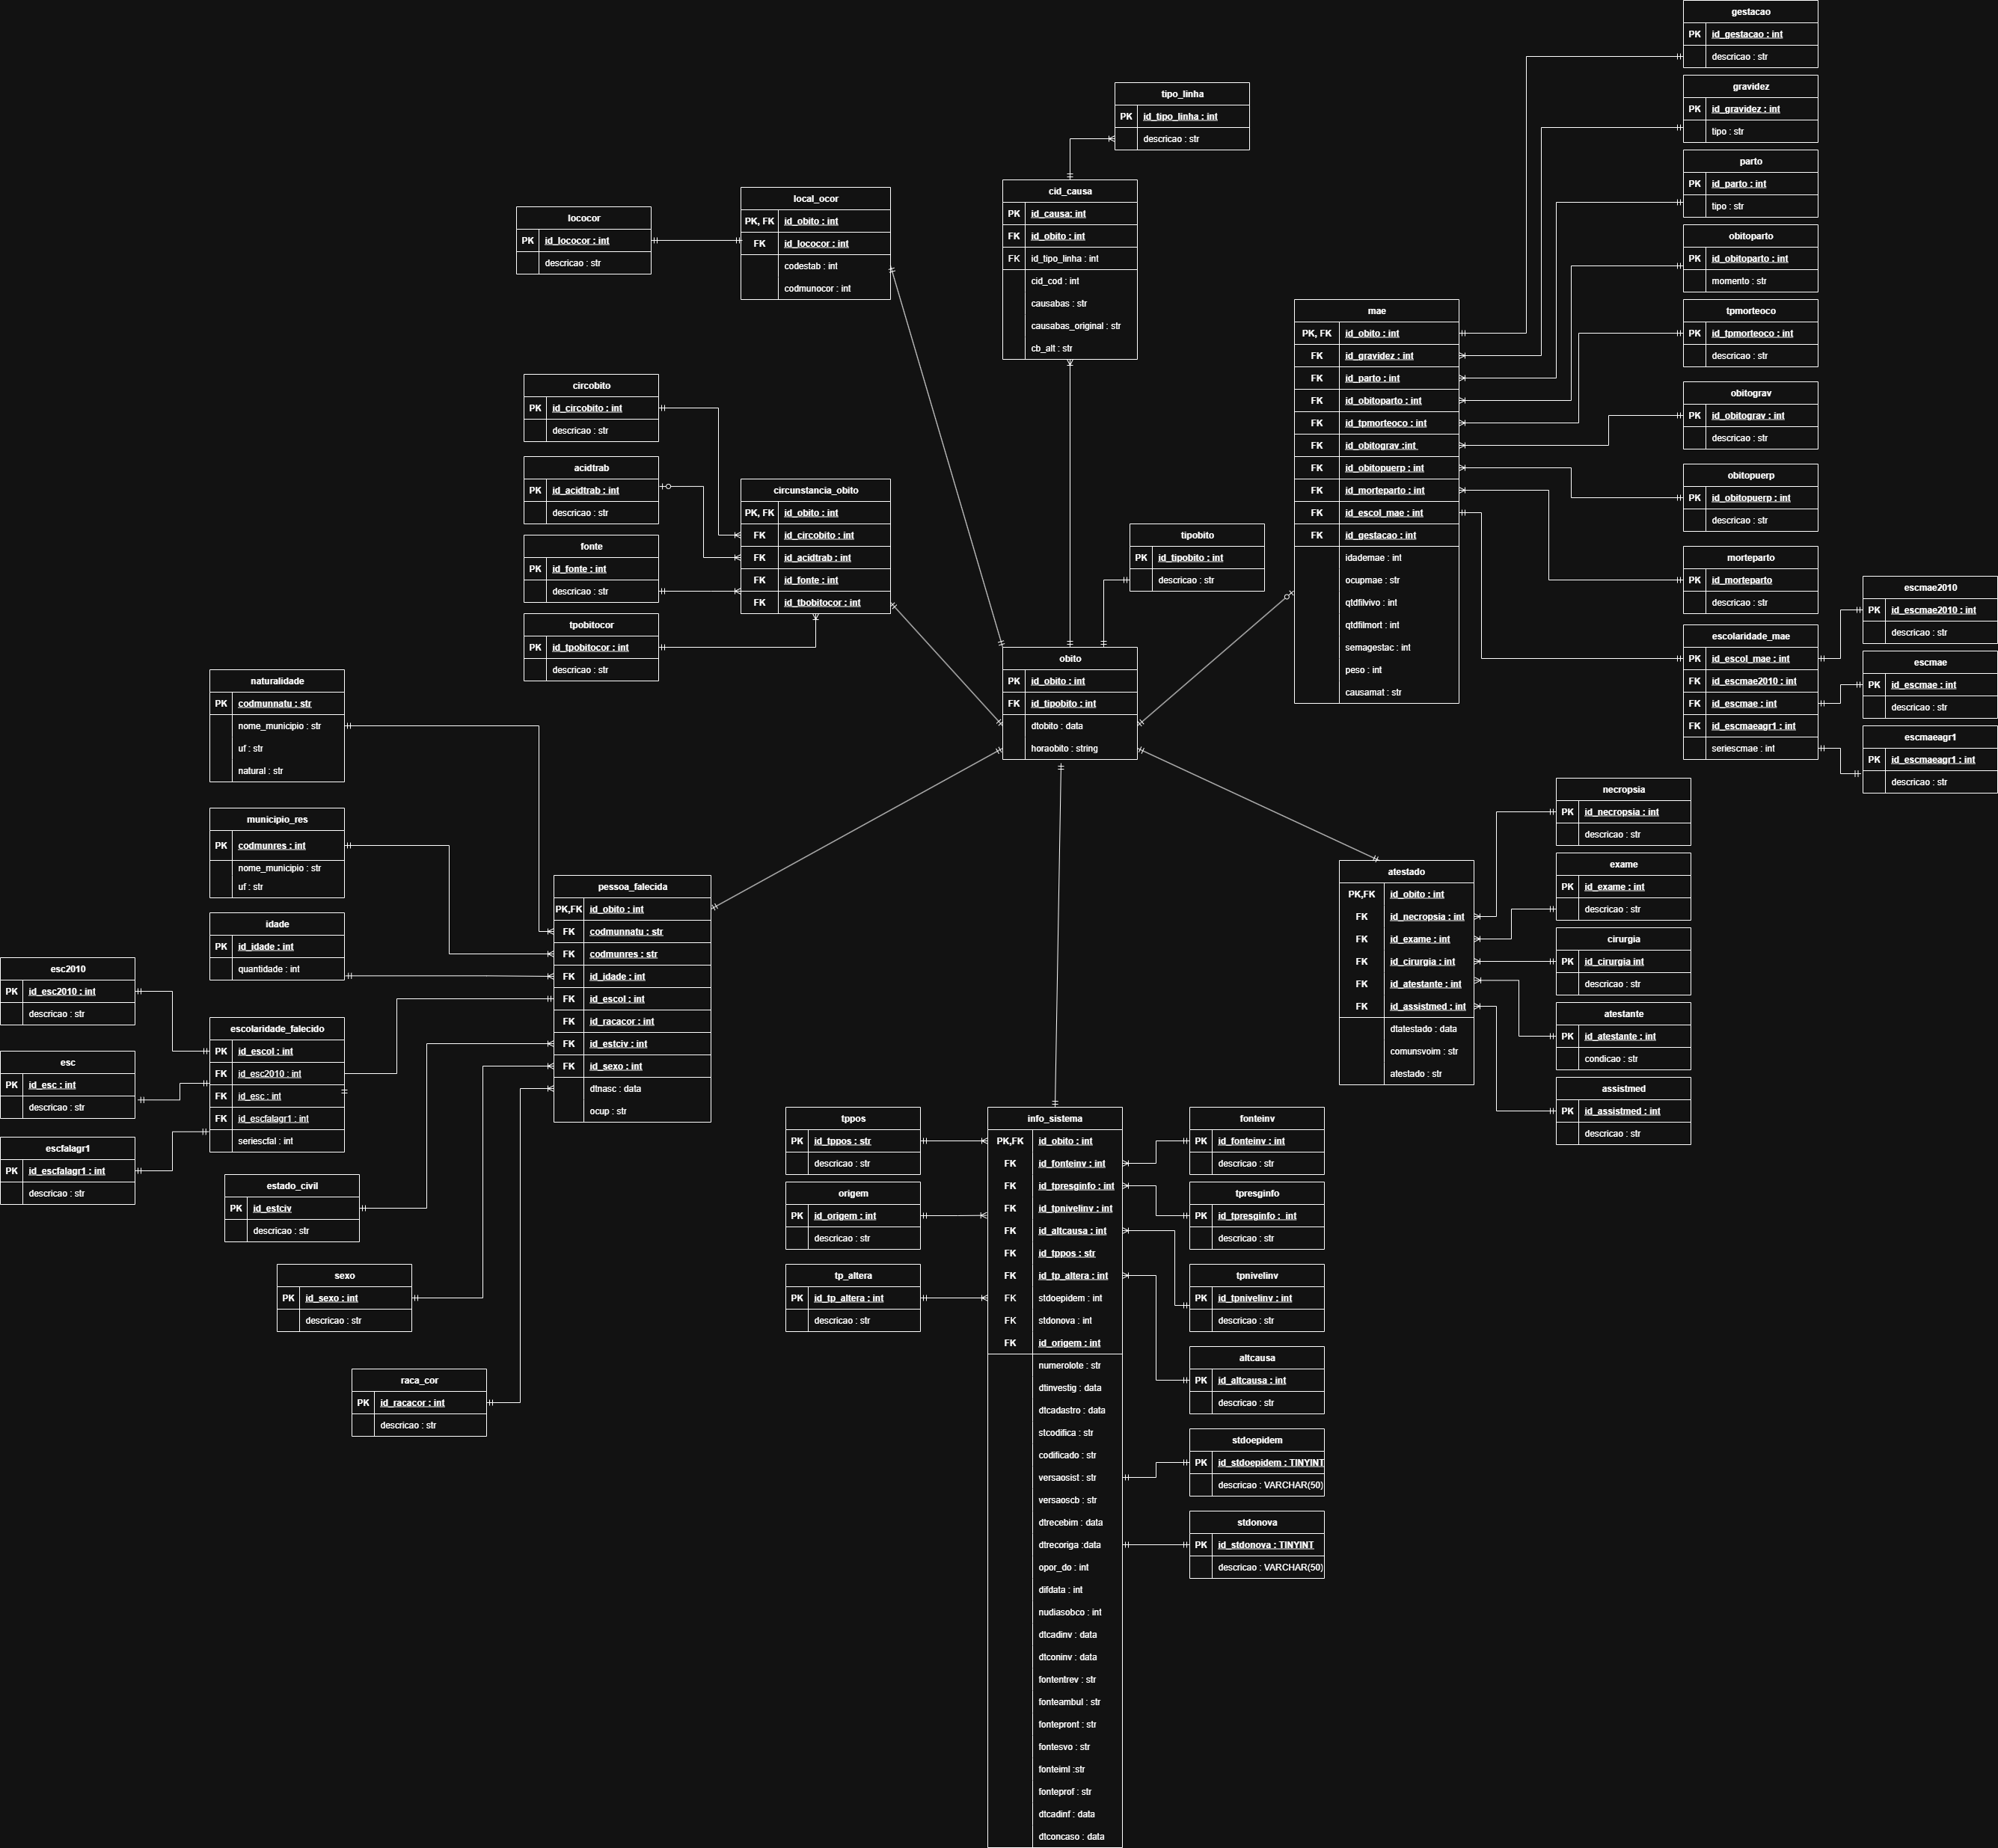 gestacao
PK id_gestacao : int
descricao : str
gravidez
PK id_gravidez : int
tipo : str
parto
PK id_parto : int
tipo : str
obitoparto
PK id_obitoparto : int
momento : str
tpmorteoco
PK id_tpmorteoco : int
descricao : str
obitograv
PK id_obitograv : int
descricao : str
obitopuerp
PK id_obitopuerp : int
descricao : str
morteparto
PK id_morteparto
descricao : str
escolaridade_mae
PK id_escol_mae : int
FK id_escmae2010 : int
FK id_escmae : int
FK id_escmaeagr1 : int
seriescmae : int
escmae2010
PK id_escmae2010 : int
descricao : str
escmae
PK id_escmae : int
descricao : str
escmaeagr1
PK id_escmaeagr1 : int
descricao : str
tipo_linha
PK id_tipo_linha : int
descricao : str
cid_causa
PK id_causa: int
FK id_obito : int
FK id_tipo_linha : int
cid_cod : int
causabas : str
causabas_original : str
cb_alt : str
local_ocor
PK, FK id_obito : int
FK id_lococor : int
codestab : int
codmunocor : int
lococor
PK id_lococor : int
descricao : str
mae
PK, FK id_obito : int
FK id_gravidez : int
FK id_parto : int
FK id_obitoparto : int
FK id_tpmorteoco : int
FK id_obitograv :int
FK id_obitopuerp : int
FK id_morteparto : int
FK id_escol_mae : int
FK id_gestacao : int
idademae : int
ocupmae : str
qtdfilvivo : int
qtdfilmort : int
semagestac : int
peso : int
causamat : str
circobito
PK id_circobito : int
descricao : str
acidtrab
PK id_acidtrab : int
descricao : str
fonte
PK id_fonte : int
descricao : str
tpobitocor
PK id_tpobitocor : int
descricao : str
circunstancia_obito
PK, FK id_obito : int
FK id_circobito : int
FK id_acidtrab : int
FK id_fonte : int
FK id_tbobitocor : int
tipobito
PK id_tipobito : int
descricao : str
obito
PK id_obito : int
FK id_tipobito : int
dtobito : data
horaobito : string
naturalidade
PK codmunnatu : str
nome_municipio : str
uf : str
natural : str
municipio_res
PK codmunres : int
nome_municipio : str
uf : str
idade
PK id_idade : int
quantidade : int
esc2010
PK id_esc2010 : int
descricao : str
esc
PK id_esc : int
descricao : str
escfalagr1
PK id_escfalagr1 : int
descricao : str
escolaridade_falecido
PK id_escol : int
FK id_esc2010 : int
FK id_esc : int
FK id_escfalagr1 : int
seriescfal : int
pessoa_falecida
PK,FK id_obito : int
FK codmunnatu : str
FK codmunres : str
FK id_idade : int
FK id_escol : int
FK id_racacor : int
FK id_estciv : int
FK id_sexo : int
dtnasc : data
ocup : str
estado_civil
PK id_estciv
descricao : str
sexo
PK id_sexo : int
descricao : str
raca_cor
PK id_racacor : int
descricao : str
atestado
PK,FK id_obito : int
FK id_necropsia : int
FK id_exame : int
FK id_cirurgia : int
FK id_atestante : int
FK id_assistmed : int
dtatestado : data
comunsvoim : str
atestado : str
necropsia
PK id_necropsia : int
descricao : str
exame
PK id_exame : int
descricao : str
cirurgia
PK id_cirurgia int
descricao : str
atestante
PK id_atestante : int
condicao : str
assistmed
PK id_assistmed : int
descricao : str
tppos
PK id_tppos : str
descricao : str
origem
PK id_origem : int
descricao : str
tp_altera
PK id_tp_altera : int
descricao : str
info_sistema
PK,FK id_obito : int
FK id_fonteinv : int
FK id_tpresginfo : int
FK id_tpnivelinv : int
FK id_altcausa : int
FK id_tppos : str
FK id_tp_altera : int
FK stdoepidem : int
FK stdonova : int
FK id_origem : int
numerolote : str
dtinvestig : data
dtcadastro : data
stcodifica : str
codificado : str
versaosist : str
versaoscb : str
dtrecebim : data
dtrecoriga :data
opor_do : int
difdata : int
nudiasobco : int
dtcadinv : data
dtconinv : data
fontentrev : str
fonteambul : str
fontepront : str
fontesvo : str
fonteiml :str
fonteprof : str
dtcadinf : data
dtconcaso : data
fonteinv
PK id_fonteinv : int
descricao : str
tpresginfo
PK id_tpresginfo : int
descricao : str
tpnivelinv
PK id_tpnivelinv : int
descricao : str
altcausa
PK id_altcausa : int
descricao : str
stdoepidem
PK id_stdoepidem : TINYINT
descricao : VARCHAR(50)
stdonova
PK id_stdonova : TINYINT
descricao : VARCHAR(50)